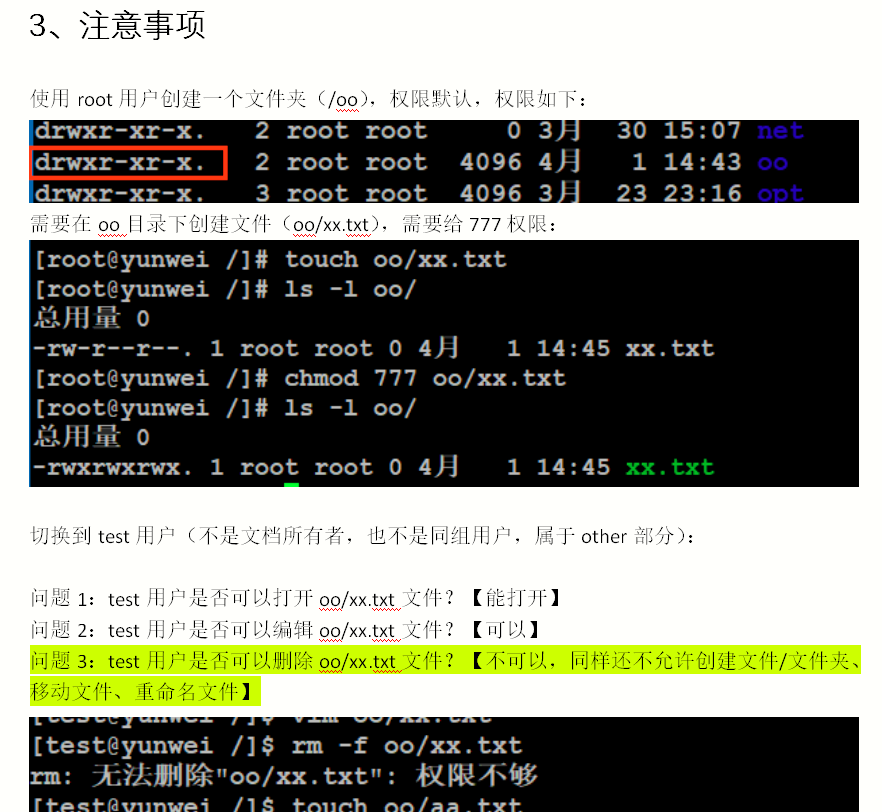 3、注意事项
使用 root 用户创建一个文件夹（/oo），权限默认，权限如下：
drwxr-xr-x.   2 root root     0 3月  30 15:07 net
drwxr-xr-x.   2 root root  4096 4月   1 14:43 oo
drwxr-xr-x.   3 root root  4096 3月  23 23:16 opt
需要在 oo 目录下创建文件（oo/xx.txt），需要给 777 权限：
[root@yunwei /]# touch oo/xx.txt
[root@yunwei /]# ls -l oo/
总用量 0
-rw-r--r--. 1 root root 0 4月   1 14:45 xx.txt
[root@yunwei /]# chmod 777 oo/xx.txt
[root@yunwei /]# ls -l oo/
总用量 0
-rwxrwxrwx. 1 root root 0 4月   1 14:45 xx.txt
切换到 test 用户（不是文档所有者，也不是同组用户，属于 other 部分）：
问题 1：test 用户是否可以打开 oo/xx.txt 文件？【能打开】
问题 2：test 用户是否可以编辑 oo/xx.txt 文件？【可以】
问题 3：test 用户是否可以删除 oo/xx.txt 文件？【不可以，同样还不允许创建文件/文件夹、
移动文件、重命名文件】
[test@yunwei /]$ vim oo/xx.txt
[test@yunwei /]$ rm -f oo/xx.txt
rm: 无法删除"oo/xx.txt": 权限不够
[test@yunwei /]$ touch oo/aa.txt